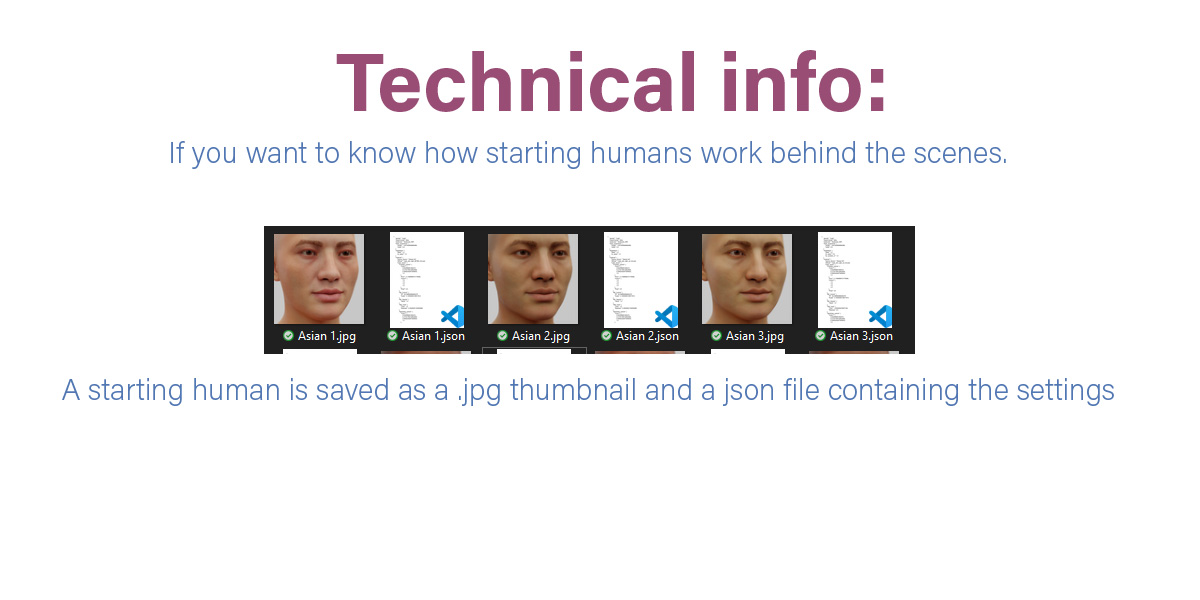 Technical info:
If you want to know how starting humans work behind the scenes.
Asian 1.jpg Asian 1.json Asian 2.jpg Asian 2.json Asian 3.jpg Asian 3.json
A starting human is saved as a .jpg thumbnail and a json file containing the settings